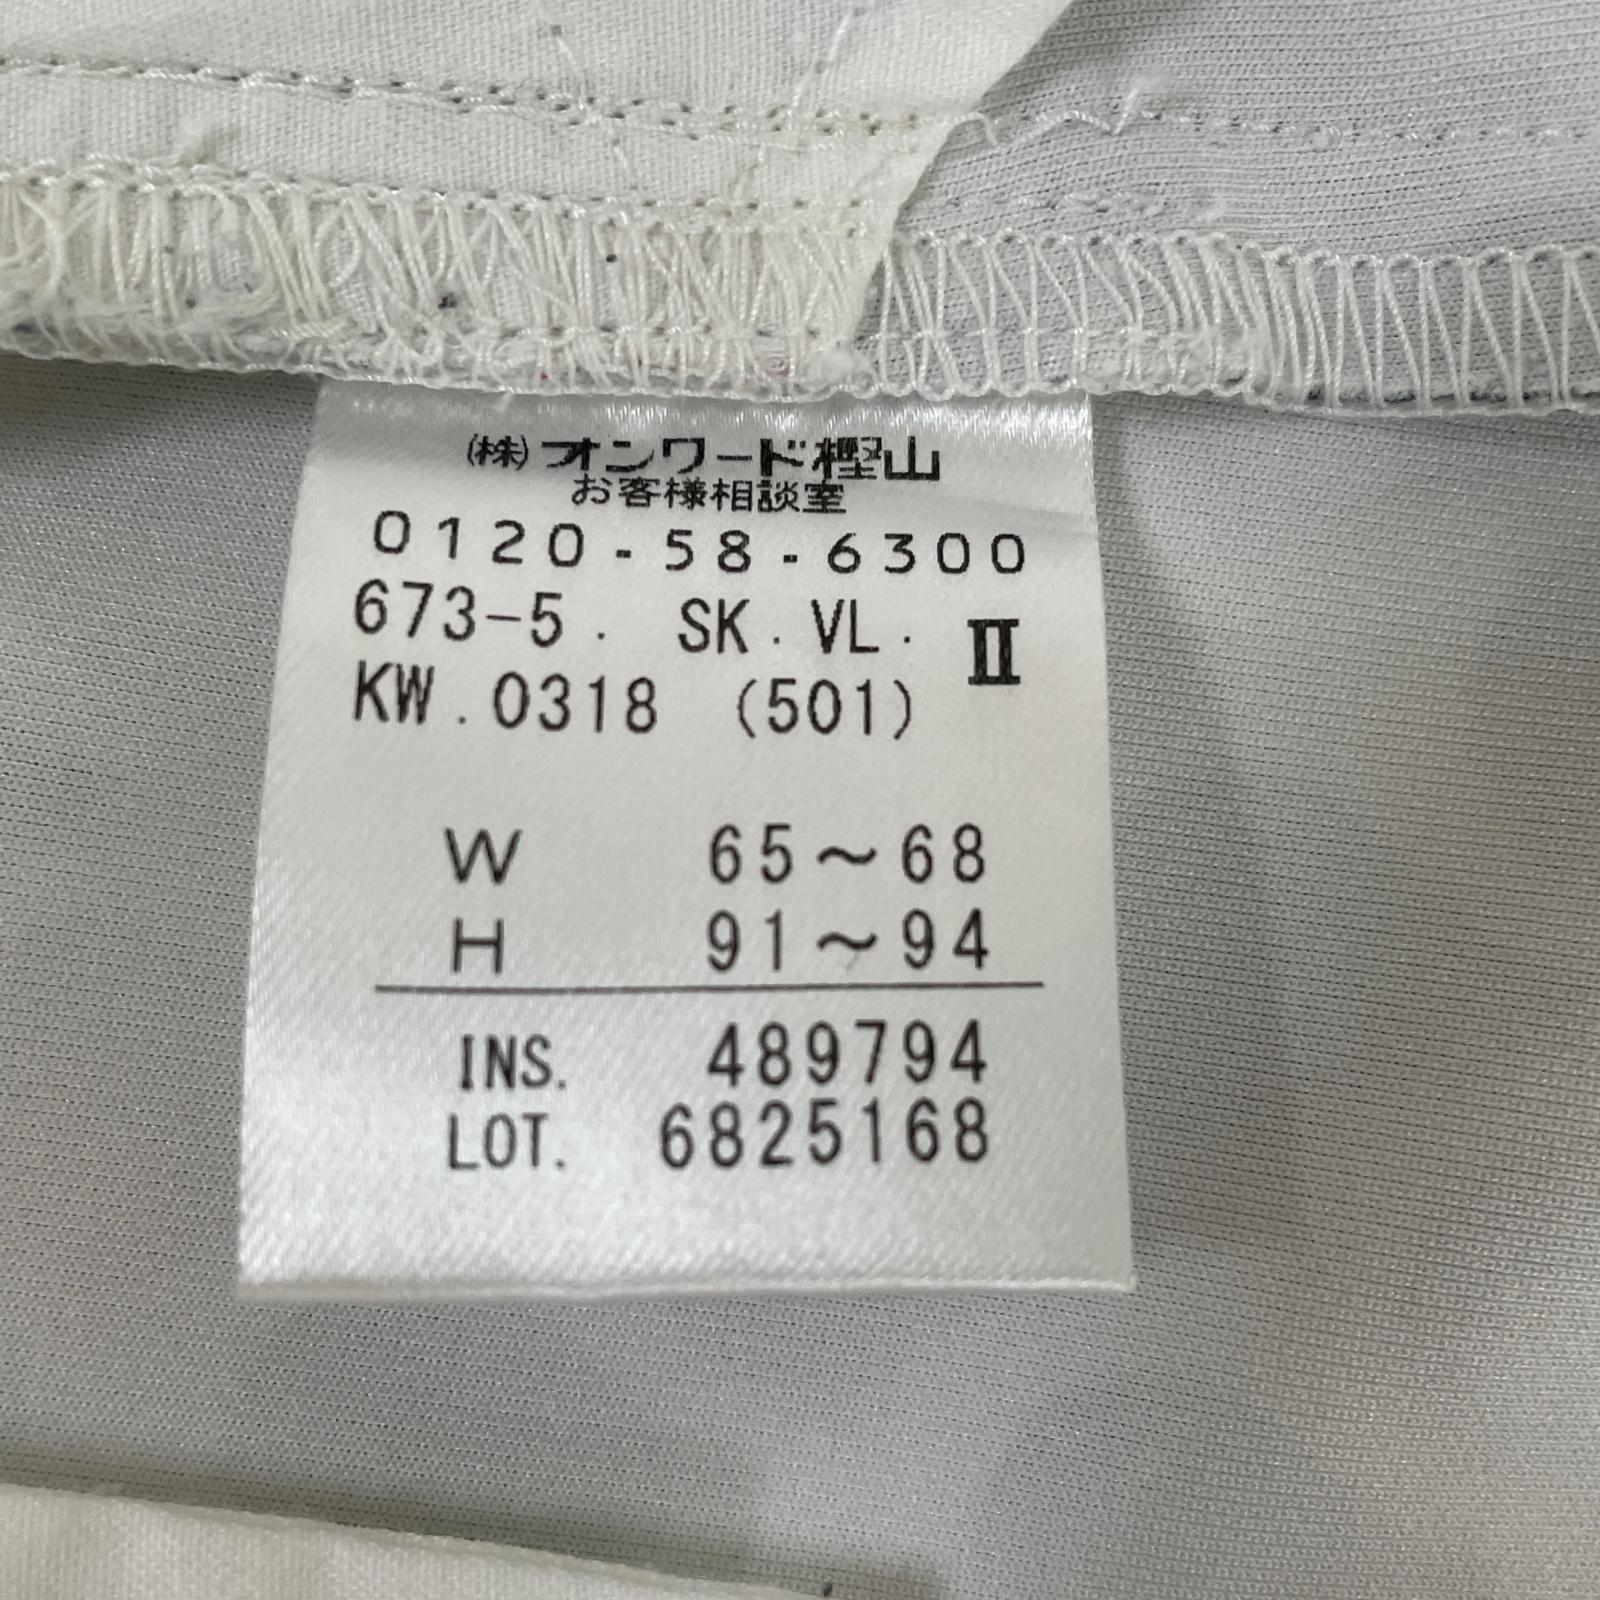 ㈱オンワード樫山
お客様相談室
0120-58-6300
673-5. SK.VL. Ⅱ
KW.0318 (501)
W 65～68
H 91～94
INS. 489794
LOT. 6825168